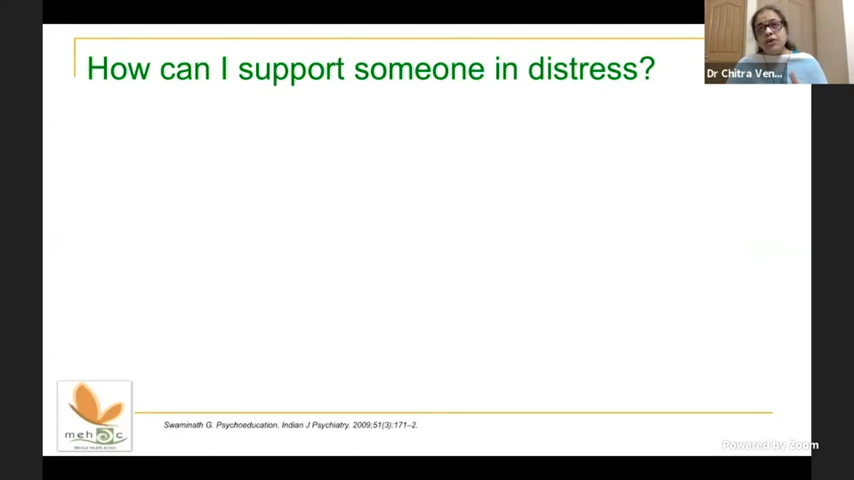 How can I support someone in distress?
Dr Chitra Ven...
mehac
Swaminath G. Psychoeducation. Indian J Psychiatry. 2009;51(3):171–2.
Powered by Zoom